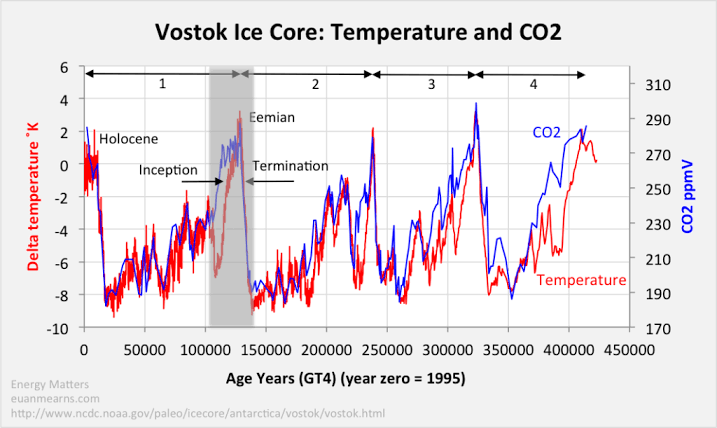 Vostok Ice Core: Temperature and CO2
6
4
2
0
-2
-4
-6
-8
-10
Delta temperature ˚K
310
290
270
250
230
210
190
170
CO2 ppmV
1
2
3
4
Holocene
Eemian
Inception
Termination
CO2
Temperature
0 50000 100000 150000 200000 250000 300000 350000 400000 450000
Age Years (GT4) (year zero = 1995)
Energy Matters
euanmearns.com
http://www.ncdc.noaa.gov/paleo/icecore/antarctica/vostok/vostok.html